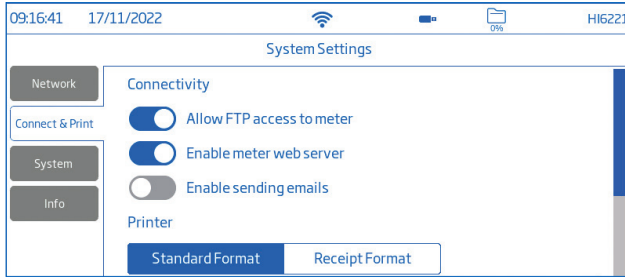 09:16:41 17/11/2022 0% HI6221
System Settings
Network
Connectivity
Allow FTP access to meter
Connect & Print
Enable meter web server
System
Enable sending emails
Info
Printer
Standard Format Receipt Format